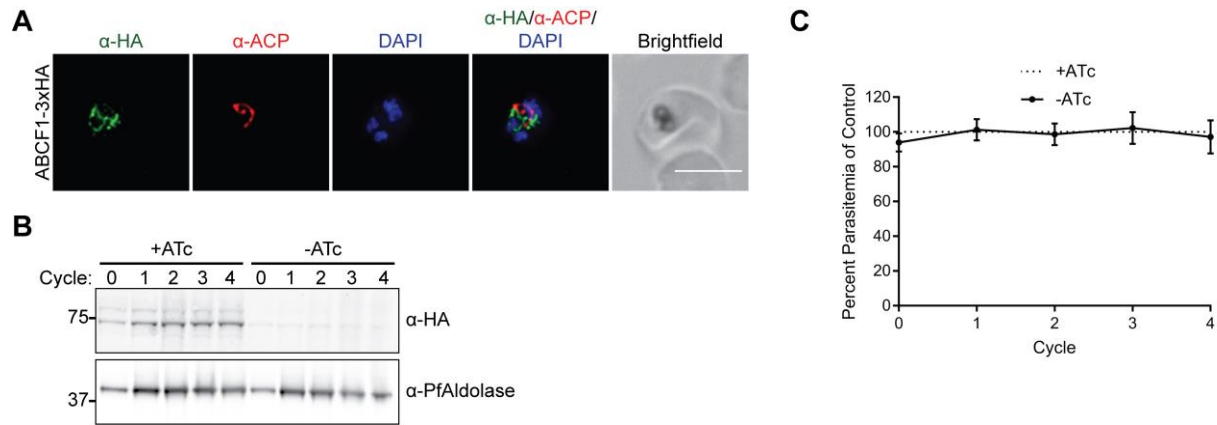 A
α-HA
α-ACP
DAPI
α-HA/α-ACP/
DAPI
Brightfield
ABCF1-3xHA
B
+ATc
-ATc
Cycle: 0 1 2 3 4 0 1 2 3 4
75
α-HA
37
α-PfAldolase
C
+ATc
-ATc
Percent Parasitemia of Control
120
100
80
60
40
20
0
0 1 2 3 4
Cycle